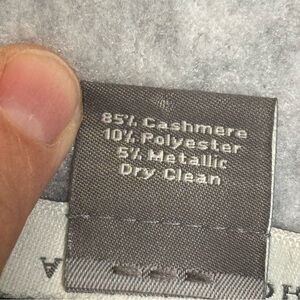 85% Cashmere
10% Polyester
5% Metallic
Dry Clean